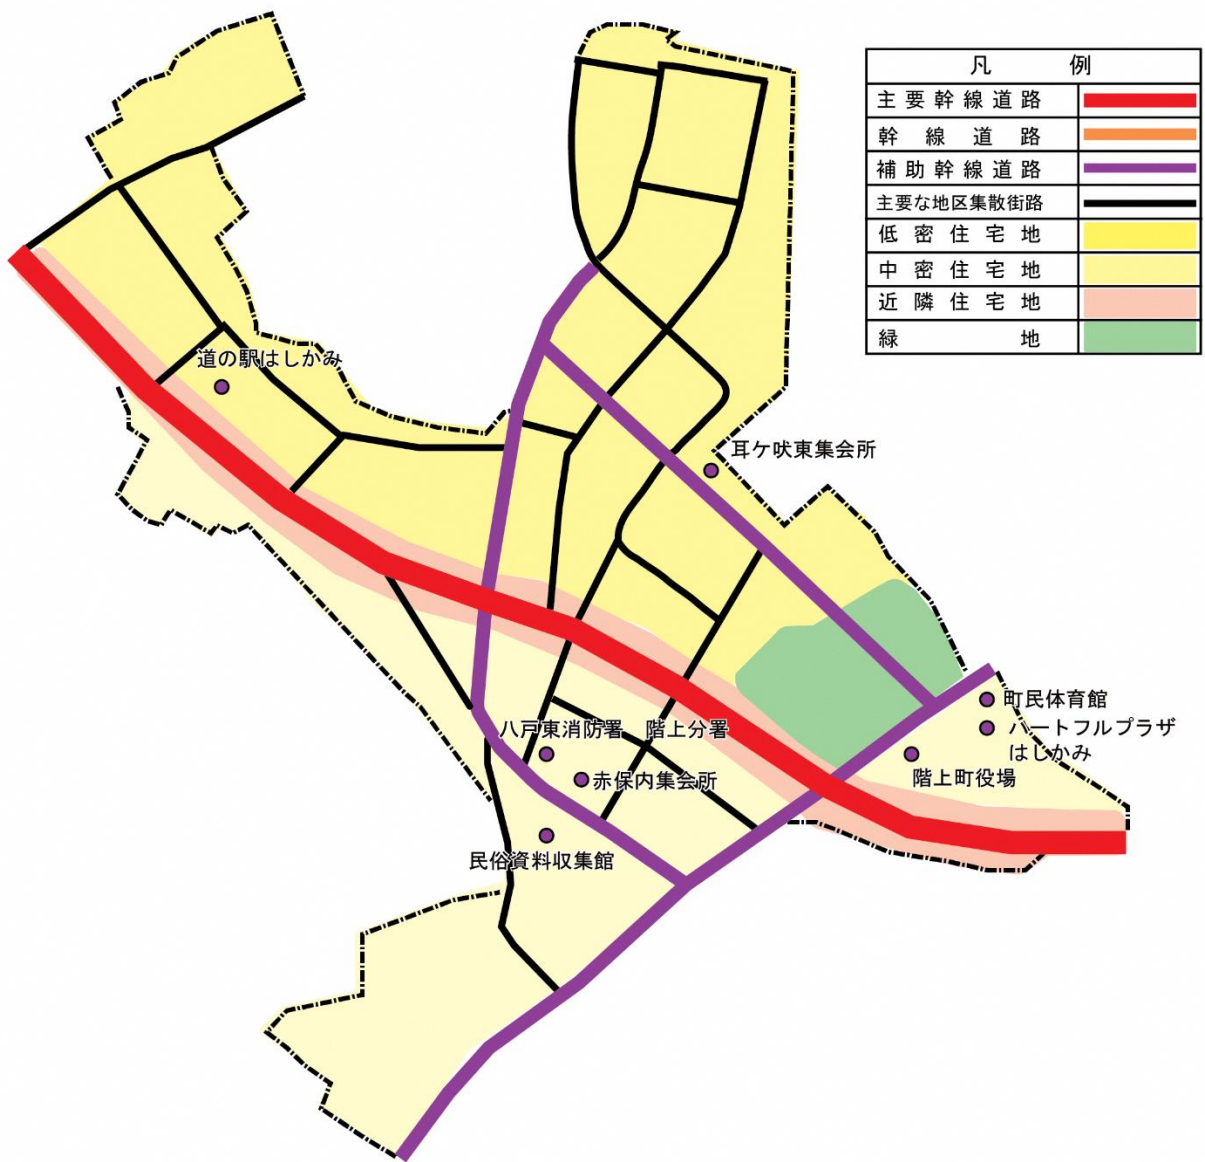 凡例
主要幹線道路
幹線道路
補助幹線道路
主要な地区集散街路
低密住宅地
中密住宅地
近隣住宅地
緑地
道の駅はしかみ
耳ケ吠東集会所
町民体育館
ハートフルプラザ
はしかみ
階上町役場
八戸東消防署 階上分署
赤保内集会所
民俗資料収集館